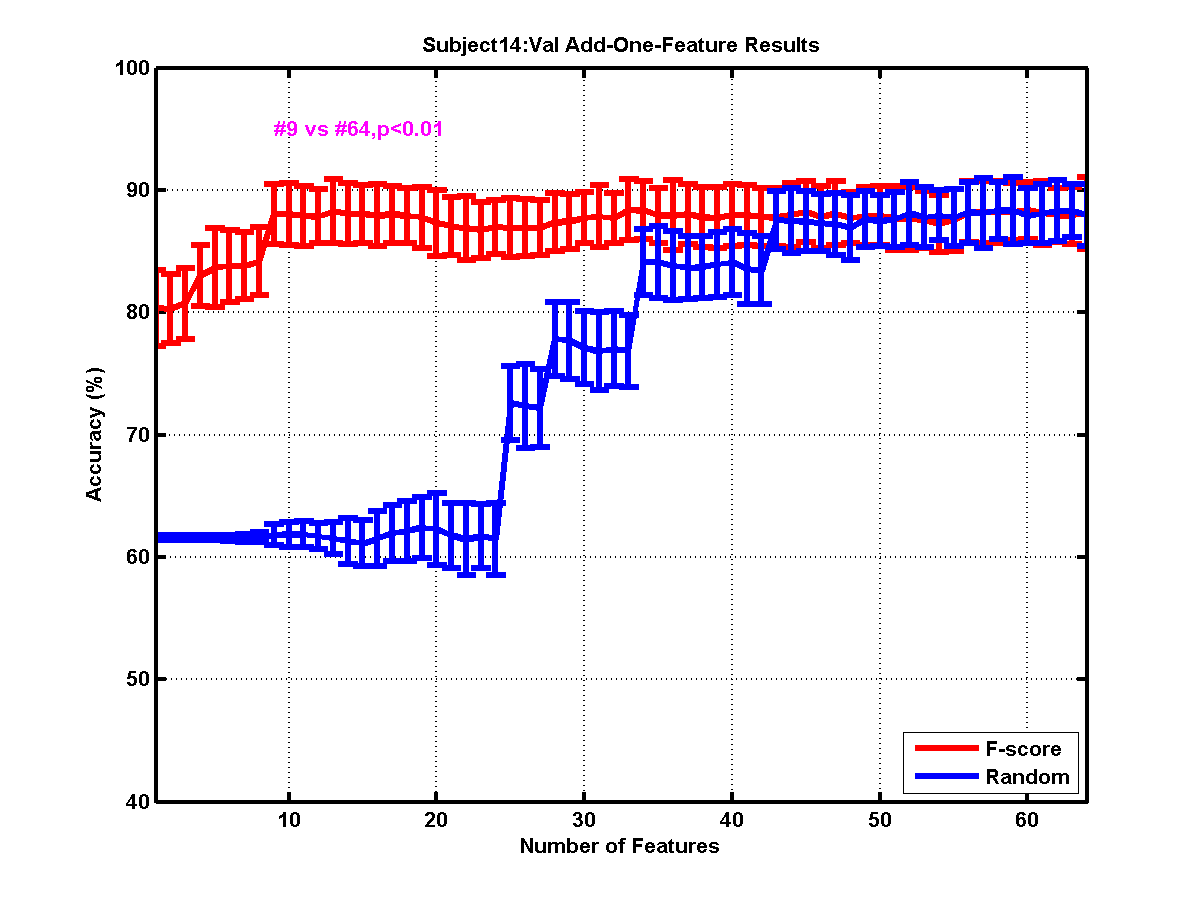 Subject14:Val Add-One-Feature Results
100
90
80
70
60
50
40
#9 vs #64,p<0.01
Accuracy (%)
F-score
Random
10 20 30 40 50 60
Number of Features